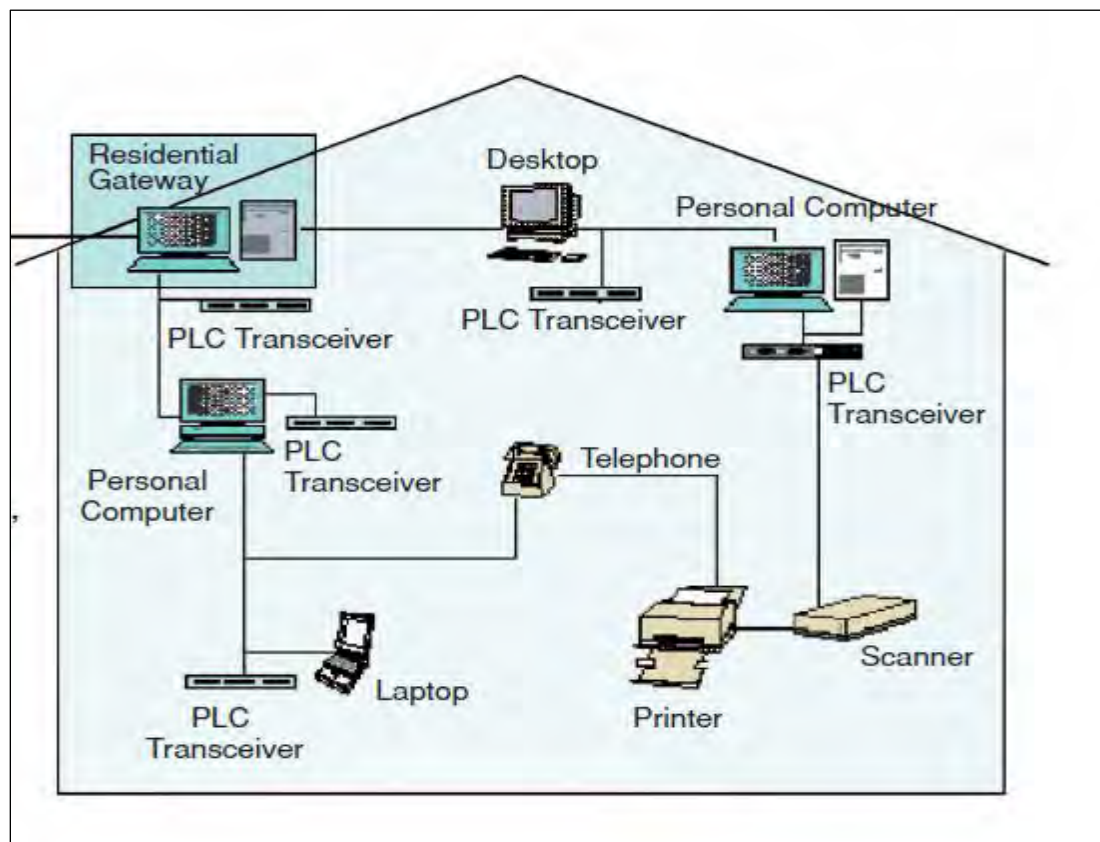 Residential
Gateway
Desktop
Personal Computer
PLC Transceiver
PLC Transceiver
PLC
Transceiver
PLC
Transceiver
Personal
Computer
Telephone
,
Scanner
Laptop
Printer
PLC
Transceiver